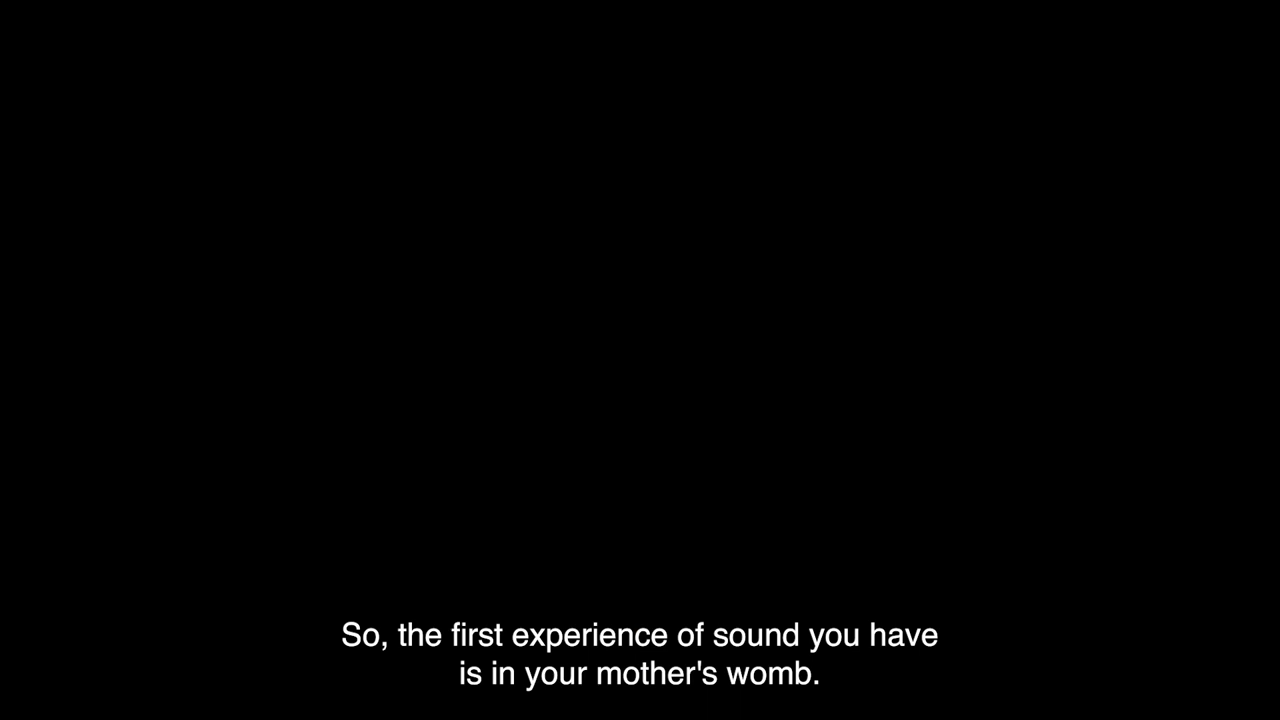 So, the first experience of sound you have
is in your mother's womb.